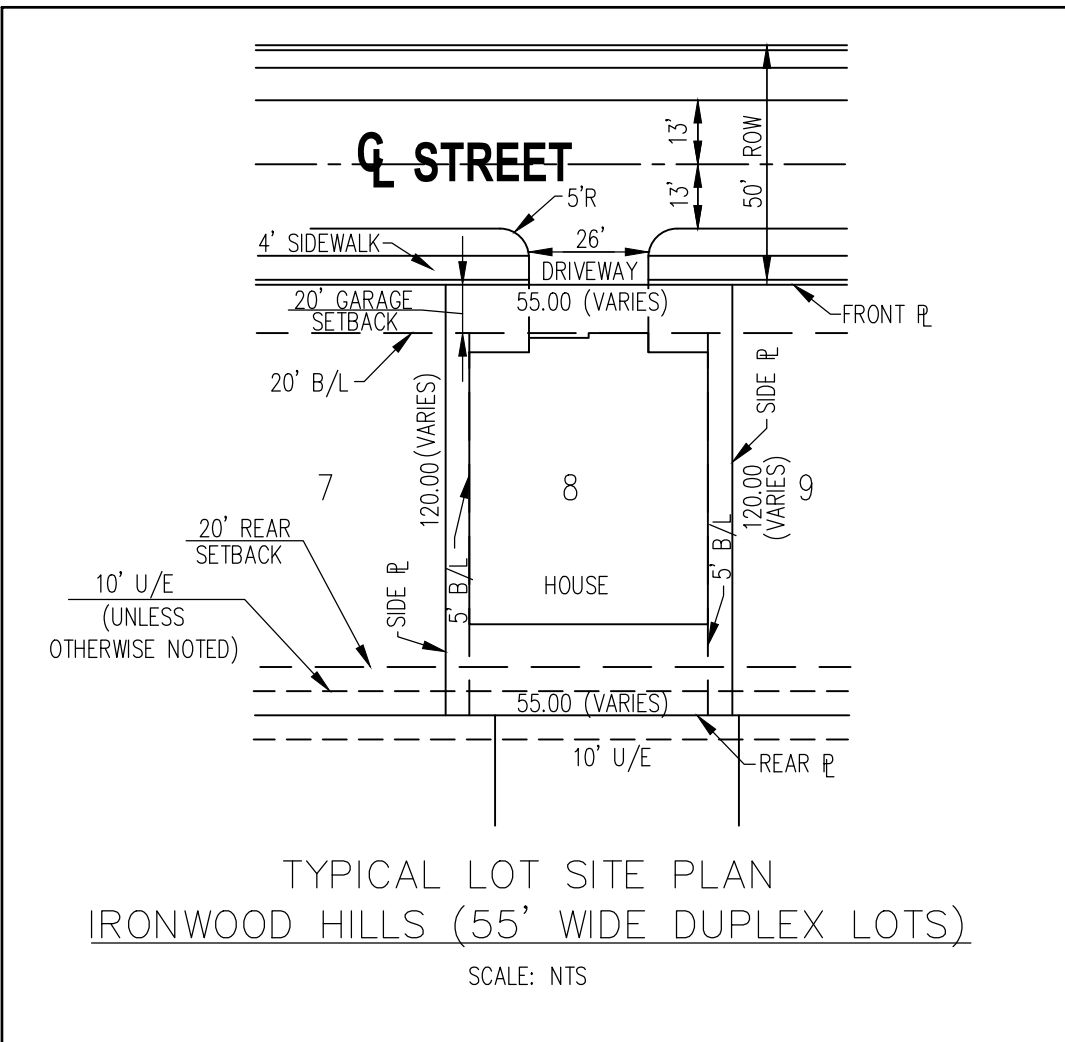 50' ROW
13'
13'
℄ STREET
5'R
26'
DRIVEWAY
4' SIDEWALK
55.00 (VARIES)
20' GARAGE
SETBACK
FRONT ⅊
20' B/L
120.00 (VARIES)
SIDE ⅊
120.00
(VARIES)
7
8
9
20' REAR
SETBACK
10' U/E
(UNLESS
OTHERWISE NOTED)
SIDE ⅊
5' B/L
HOUSE
5' B/L
55.00 (VARIES)
10' U/E
REAR ⅊
TYPICAL LOT SITE PLAN
IRONWOOD HILLS (55' WIDE DUPLEX LOTS)
SCALE: NTS